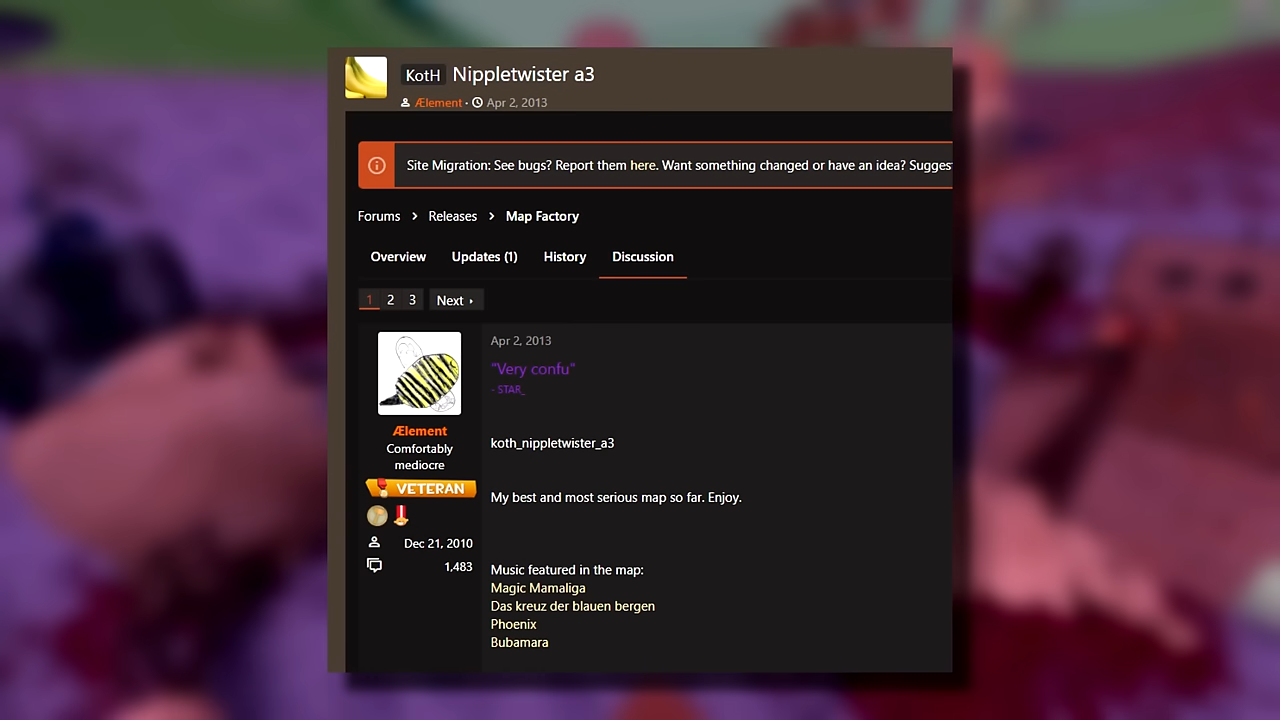 KotH Nippletwister a3
Ælement · Apr 2, 2013
Site Migration: See bugs? Report them here. Want something changed or have an idea? Sugges
Forums > Releases > Map Factory
Overview Updates (1) History Discussion
1 2 3 Next
Apr 2, 2013
"Very confu"
- STAR_
Ælement
Comfortably
mediocre
VETERAN
Dec 21, 2010
1,483
koth_nippletwister_a3
My best and most serious map so far. Enjoy.
Music featured in the map:
Magic Mamaliga
Das kreuz der blauen bergen
Phoenix
Bubamara